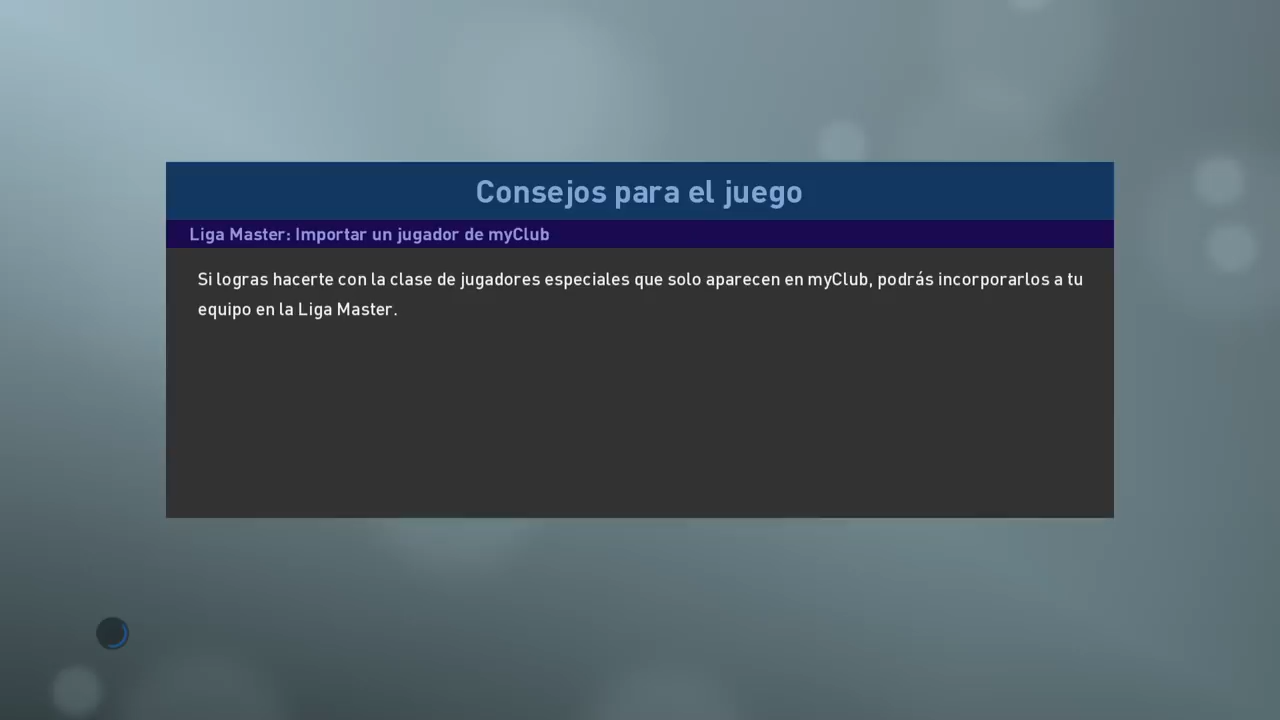 Consejos para el juego
Liga Master: Importar un jugador de myClub
Si logras hacerte con la clase de jugadores especiales que solo aparecen en myClub, podrás incorporarlos a tu
equipo en la Liga Master.